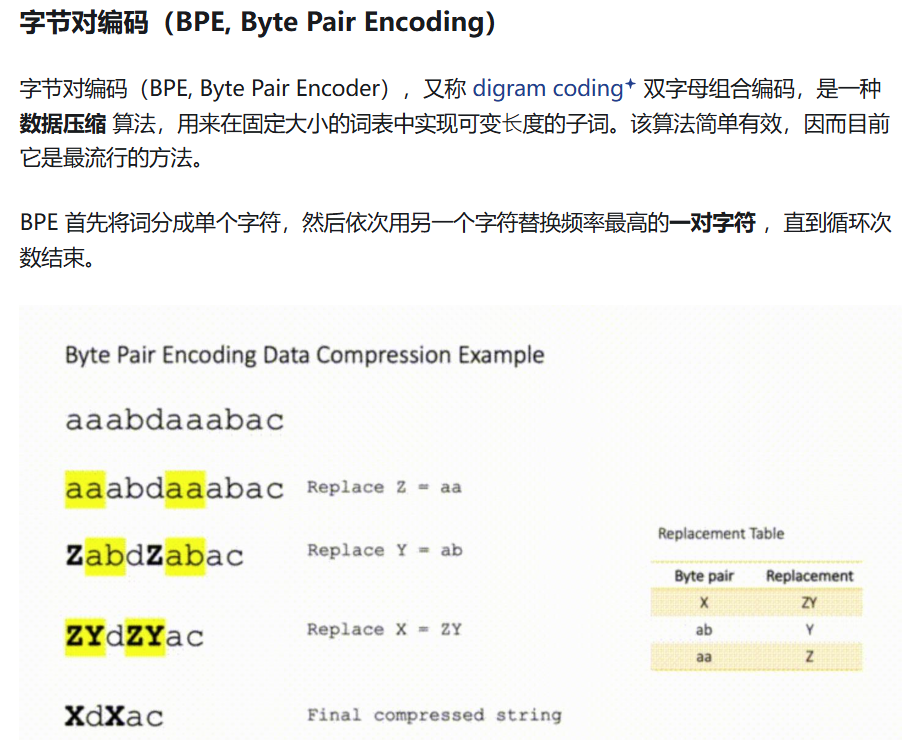 字节对编码（BPE, Byte Pair Encoding）
字节对编码（BPE, Byte Pair Encoder），又称 digram coding 双字母组合编码，是一种
数据压缩 算法，用来在固定大小的词表中实现可变长度的子词。该算法简单有效，因而目前
它是最流行的方法。
BPE 首先将词分成单个字符，然后依次用另一个字符替换频率最高的一对字符 ，直到循环次
数结束。
Byte Pair Encoding Data Compression Example
aaabdaaabac
aaabdaaabac Replace Z = aa
ZabdZabac Replace Y = ab
ZYdZYac Replace X = ZY
XdXac Final compressed string
Replacement Table
Byte pair Replacement
X ZY
ab Y
aa Z